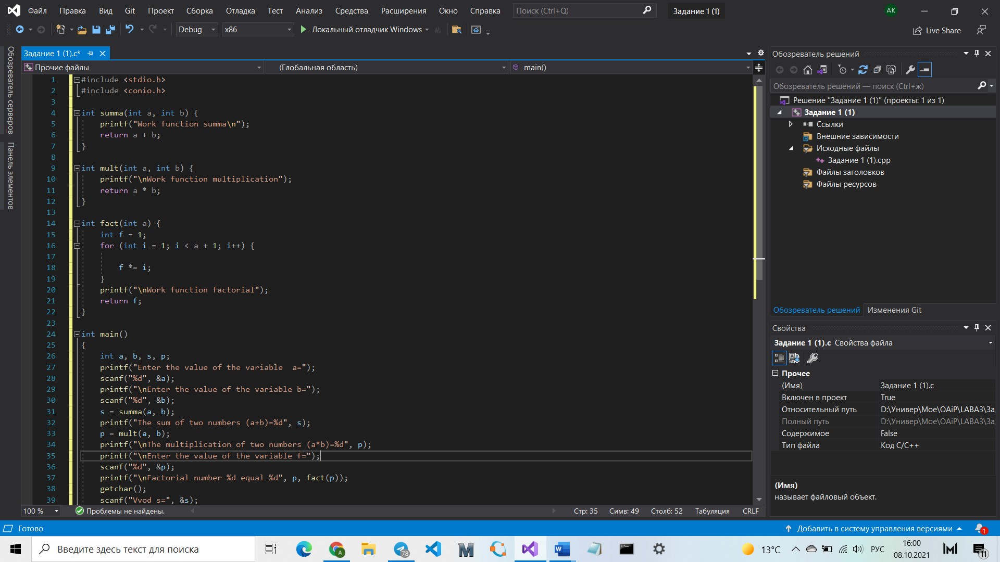 Файл Правка Вид Git Проект Сборка Отладка Тест Анализ Средства Расширения Окно Справка Поиск (Ctrl+Q) Задание 1 (1) AK
Debug x86 Локальный отладчик Windows Live Share
Обозреватель серверов
Панель элементов
Задание 1 (1).c*
Прочие файлы (Глобальная область) main()
1 #include <stdio.h>
2 #include <conio.h>
3
4 int summa(int a, int b) {
5 printf("Work function summa\n");
6 return a + b;
7 }
8
9 int mult(int a, int b) {
10 printf("\nWork function multiplication");
11 return a * b;
12 }
13
14 int fact(int a) {
15 int f = 1;
16 for (int i = 1; i < a + 1; i++) {
17
18 f *= i;
19 }
20 printf("\nWork function factorial");
21 return f;
22 }
23
24 int main()
25 {
26 int a, b, s, p;
27 printf("Enter the value of the variable  a=");
28 scanf("%d", &a);
29 printf("\nEnter the value of the variable b=");
30 scanf("%d", &b);
31 s = summa(a, b);
32 printf("The sum of two numbers (a+b)=%d", s);
33 p = mult(a, b);
34 printf("\nThe multiplication of two numbers (a*b)=%d", p);
35 printf("\nEnter the value of the variable f=");
36 scanf("%d", &p);
37 printf("\nFactorial number %d equal %d", p, fact(p));
38 getchar();
39 scanf("Vvod s=", &s);
100 % Проблемы не найдены. Стр: 35 Симв: 49 Столб: 52 Табуляция CRLF
Обозреватель решений
Обозреватель решений — поиск (Ctrl+ж)
Решение "Задание 1 (1)" (проекты: 1 из 1)
Задание 1 (1)
Ссылки
Внешние зависимости
Исходные файлы
Задание 1 (1).cpp
Файлы заголовков
Файлы ресурсов
Обозреватель решений Изменения Git
Свойства
Задание 1 (1).c Свойства файла
Прочее
(Имя) Задание 1 (1).c
Включен в проект True
Относительный путь D:\Универ\Мое\OAiP\LABA3\За
Полный путь D:\Универ\Мое\OAiP\LABA3\За
Содержимое False
Тип файла Код C/C++
(Имя)
называет файловый объект.
Готово Добавить в систему управления версиями 1
Введите здесь текст для поиска A 78 13°C РУС 16:00
08.10.2021 11